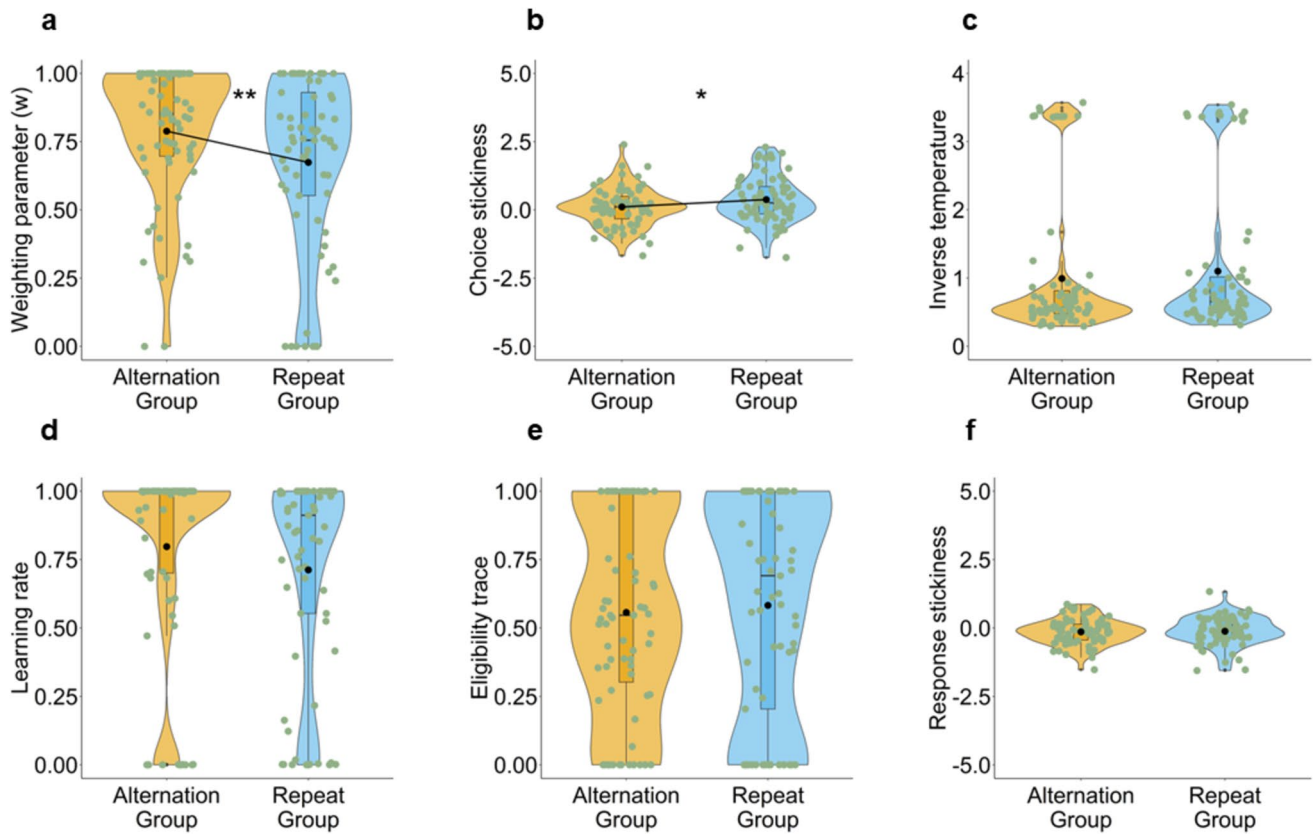 a
Weighting parameter (w)
1.00
0.75
0.50
0.25
0.00
**
Alternation
Group
Repeat
Group
b
Choice stickiness
5.0
2.5
0.0
-2.5
-5.0
*
Alternation
Group
Repeat
Group
c
Inverse temperature
4
3
2
1
0
Alternation
Group
Repeat
Group
d
Learning rate
1.00
0.75
0.50
0.25
0.00
Alternation
Group
Repeat
Group
e
Eligibility trace
1.00
0.75
0.50
0.25
0.00
Alternation
Group
Repeat
Group
f
Response stickiness
5.0
2.5
0.0
-2.5
-5.0
Alternation
Group
Repeat
Group